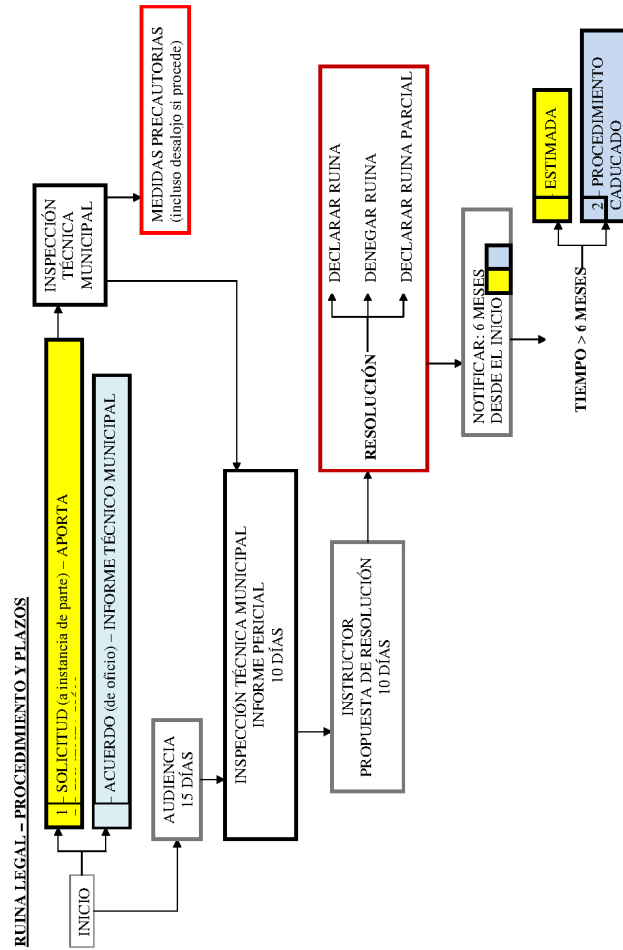 RUINA LEGAL – PROCEDIMIENTO Y PLAZOS
INICIO
1 – SOLICITUD (a instancia de parte) – APORTA
– ACUERDO (de oficio) – INFORME TÉCNICO MUNICIPAL
INSPECCIÓN
TÉCNICA
MUNICIPAL
MEDIDAS PRECAUTORIAS
(incluso desalojo si procede)
AUDIENCIA
15 DÍAS
INSPECCIÓN TÉCNICA MUNICIPAL
INFORME PERICIAL
10 DÍAS
INSTRUCTOR
PROPUESTA DE RESOLUCIÓN
10 DÍAS
RESOLUCIÓN
DECLARAR RUINA
DENEGAR RUINA
DECLARAR RUINA PARCIAL
NOTIFICAR: 6 MESES
DESDE EL INICIO
TIEMPO > 6 MESES
– ESTIMADA
2 – PROCEDIMIENTO
CADUCADO